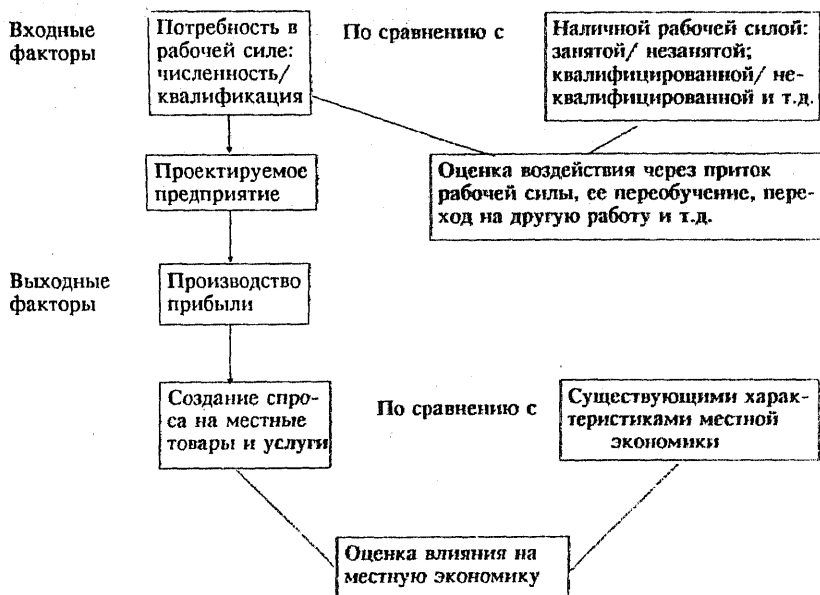 Входные
факторы
Потребность в
рабочей силе:
численность/
квалификация
По сравнению с
Наличной рабочей силой:
занятой/ незанятой;
квалифицированной/ не-
квалифицированной и т.д.
Проектируемое
предприятие
Оценка воздействия через приток
рабочей силы, ее переобучение, пере-
ход на другую работу и т.д.
Выходные
факторы
Производство
прибыли
Создание спро-
са на местные
товары и услуги
По сравнению с
Существующими харак-
теристиками местной
экономики
Оценка влияния на
местную экономику